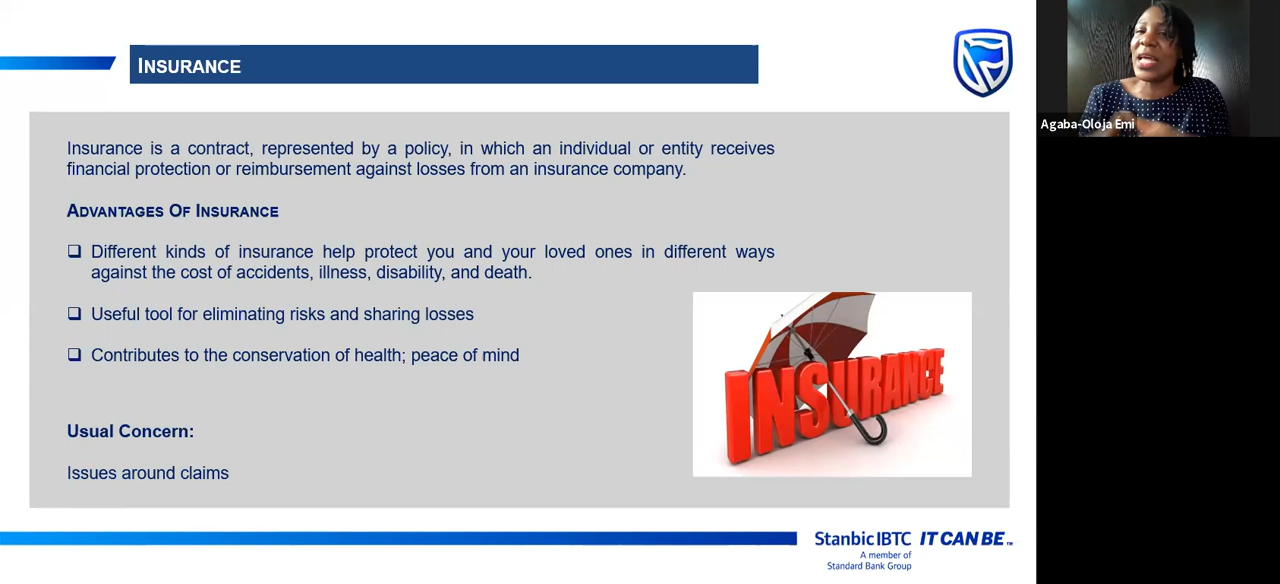 INSURANCE
Insurance is a contract, represented by a policy, in which an individual or entity receives
financial protection or reimbursement against losses from an insurance company.
ADVANTAGES OF INSURANCE
Different kinds of insurance help protect you and your loved ones in different ways
against the cost of accidents, illness, disability, and death.
Useful tool for eliminating risks and sharing losses
Contributes to the conservation of health; peace of mind
INSURANCE
Usual Concern:
Issues around claims
Stanbic IBTC IT CAN BE™
A member of
Standard Bank Group
Agaba-Oloja Emi